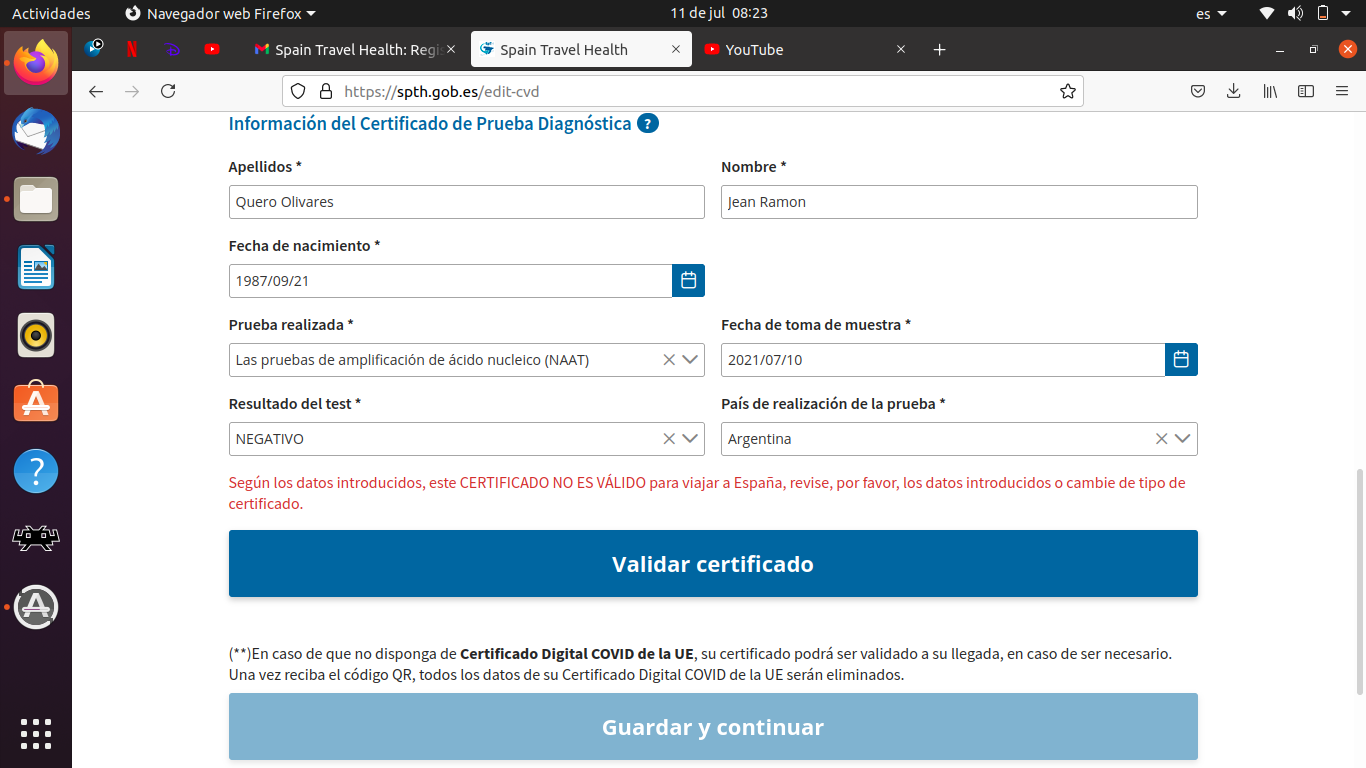 Actividades
Navegador web Firefox
11 de jul 08:23
es
Spain Travel Health: Regis
Spain Travel Health
YouTube
https://spth.gob.es/edit-cvd
Información del Certificado de Prueba Diagnóstica ?
Apellidos *
Nombre *
Quero Olivares
Jean Ramon
Fecha de nacimiento *
1987/09/21
Prueba realizada *
Fecha de toma de muestra *
Las pruebas de amplificación de ácido nucleico (NAAT)
2021/07/10
Resultado del test *
País de realización de la prueba *
NEGATIVO
Argentina
Según los datos introducidos, este CERTIFICADO NO ES VÁLIDO para viajar a España, revise, por favor, los datos introducidos o cambie de tipo de
certificado.
Validar certificado
(**)En caso de que no disponga de Certificado Digital COVID de la UE, su certificado podrá ser validado a su llegada, en caso de ser necesario.
Una vez reciba el código QR, todos los datos de su Certificado Digital COVID de la UE serán eliminados.
Guardar y continuar